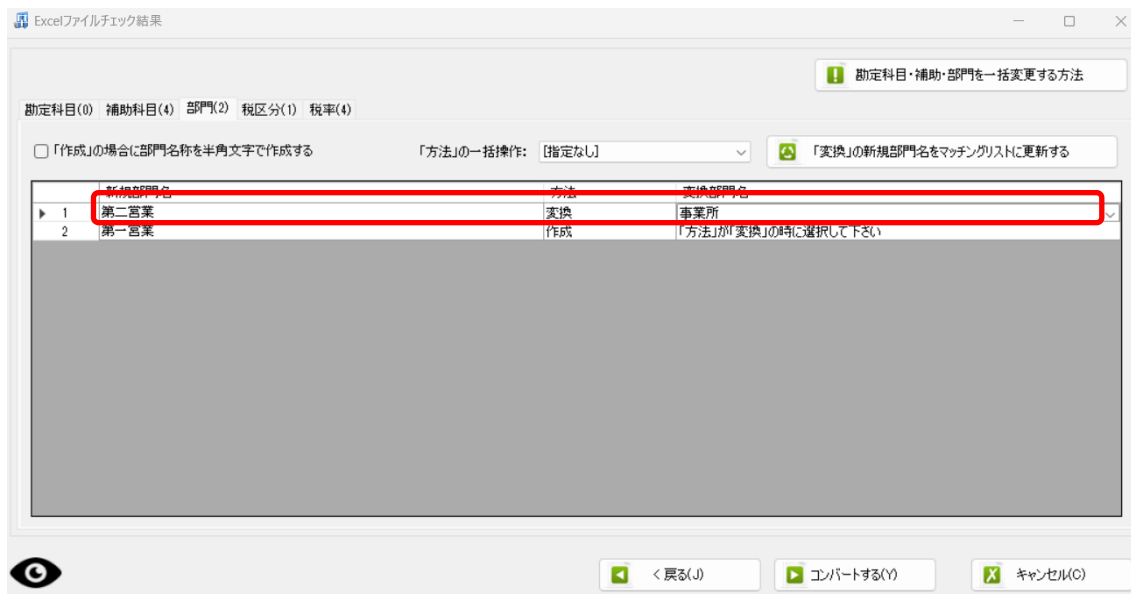 Excelファイルチェック結果
勘定科目・補助・部門を一括変更する方法
勘定科目(0) 補助科目(4) 部門(2) 税区分(1) 税率(4)
「作成」の場合に部門名称を半角文字で作成する 「方法」の一括操作: [指定なし] 「変換」の新規部門名をマッチングリストに更新する
新規部門名 方法 変換部門名
1 第二営業 変換 事業所
2 第一営業 作成 「方法」が「変換」の時に選択して下さい
< 戻る(J) コンバートする(Y) キャンセル(C)